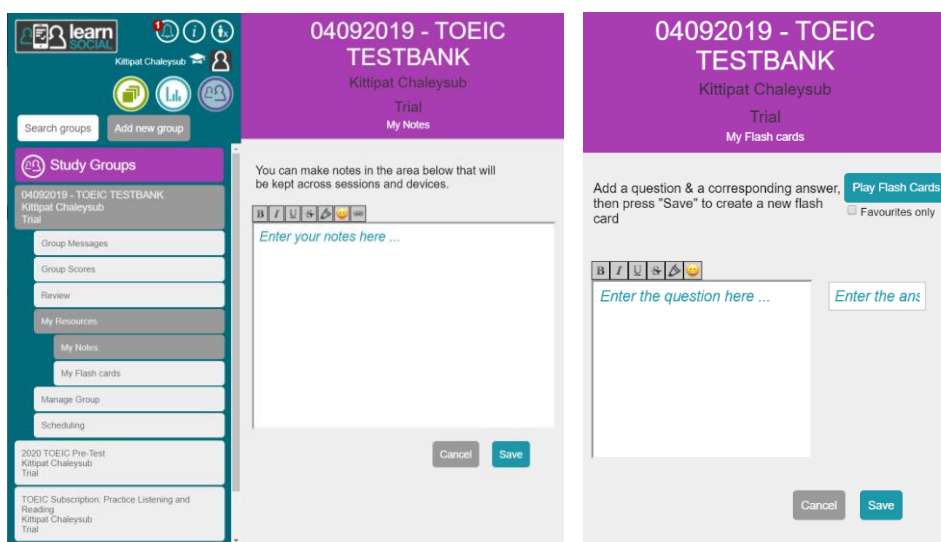 learn
SOCIAL
1
Kittipat Chaleysub
Search groups
Add new group
Study Groups
04092019 - TOEIC TESTBANK
Kittipat Chaleysub
Trial
Group Messages
Group Scores
Review
My Resources
My Notes
My Flash cards
Manage Group
Scheduling
2020 TOEIC Pre-Test
Kittipat Chaleysub
Trial
TOEIC Subscription: Practice Listening and
Reading
Kittipat Chaleysub
Trial
04092019 - TOEIC
TESTBANK
Kittipat Chaleysub
Trial
My Notes
You can make notes in the area below that will
be kept across sessions and devices.
B I U S
Enter your notes here ...
Cancel Save
04092019 - TOEIC
TESTBANK
Kittipat Chaleysub
Trial
My Flash cards
Add a question & a corresponding answer,
then press "Save" to create a new flash
card
Play Flash Cards
Favourites only
B I U S
Enter the question here ...
Enter the ans
Cancel Save